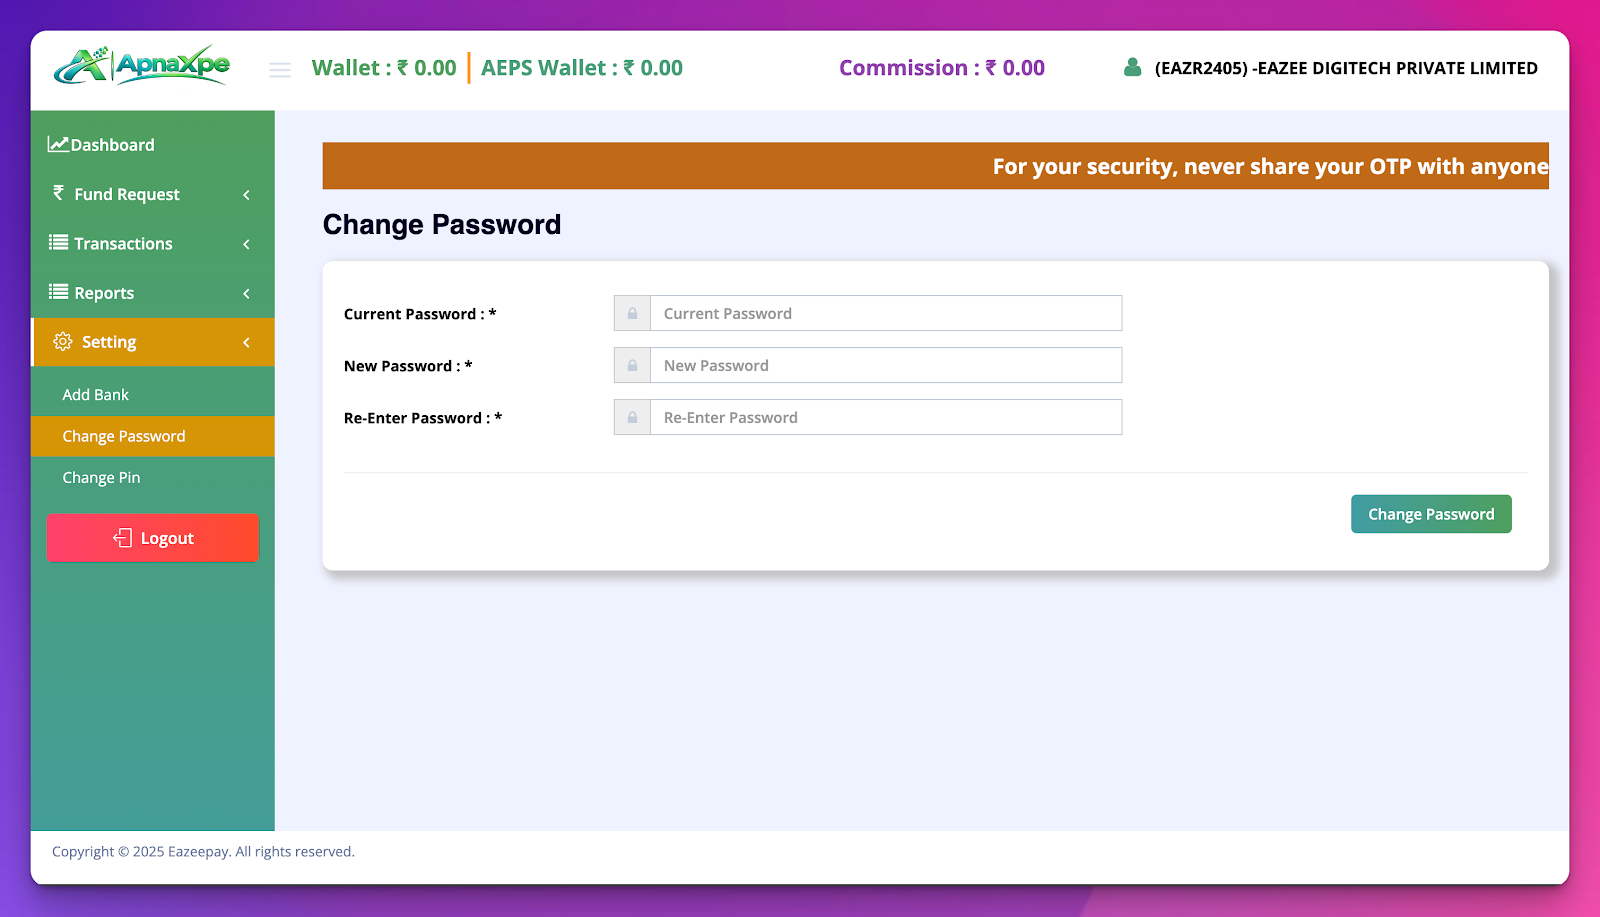 ApnaXpe
Wallet : ₹ 0.00 AEPS Wallet : ₹ 0.00 Commission : ₹ 0.00 (EAZR2405) -EAZEE DIGITECH PRIVATE LIMITED
Dashboard
Fund Request
Transactions
Reports
Setting
Add Bank
Change Password
Change Pin
Logout
For your security, never share your OTP with anyone
Change Password
Current Password : * Current Password
New Password : * New Password
Re-Enter Password : * Re-Enter Password
Change Password
Copyright © 2025 Eazeepay. All rights reserved.